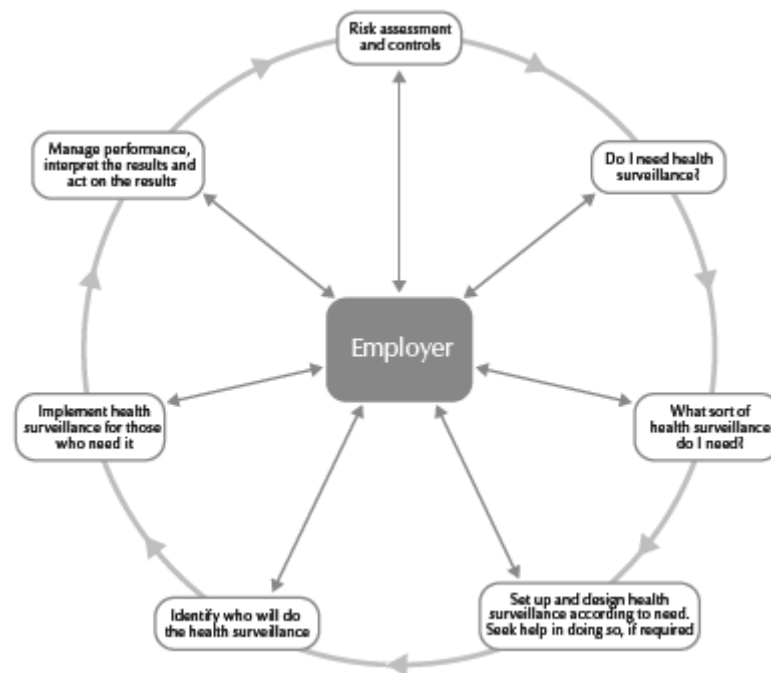 Risk assessment
and controls
Do I need health
surveillance?
What sort of
health surveillance
do I need?
Set up and design health
surveillance according to need.
Seek help in doing so, if required
Identify who will do
the health surveillance
Implement health
surveillance for those
who need it
Manage performance,
interpret the results and
act on the results
Employer